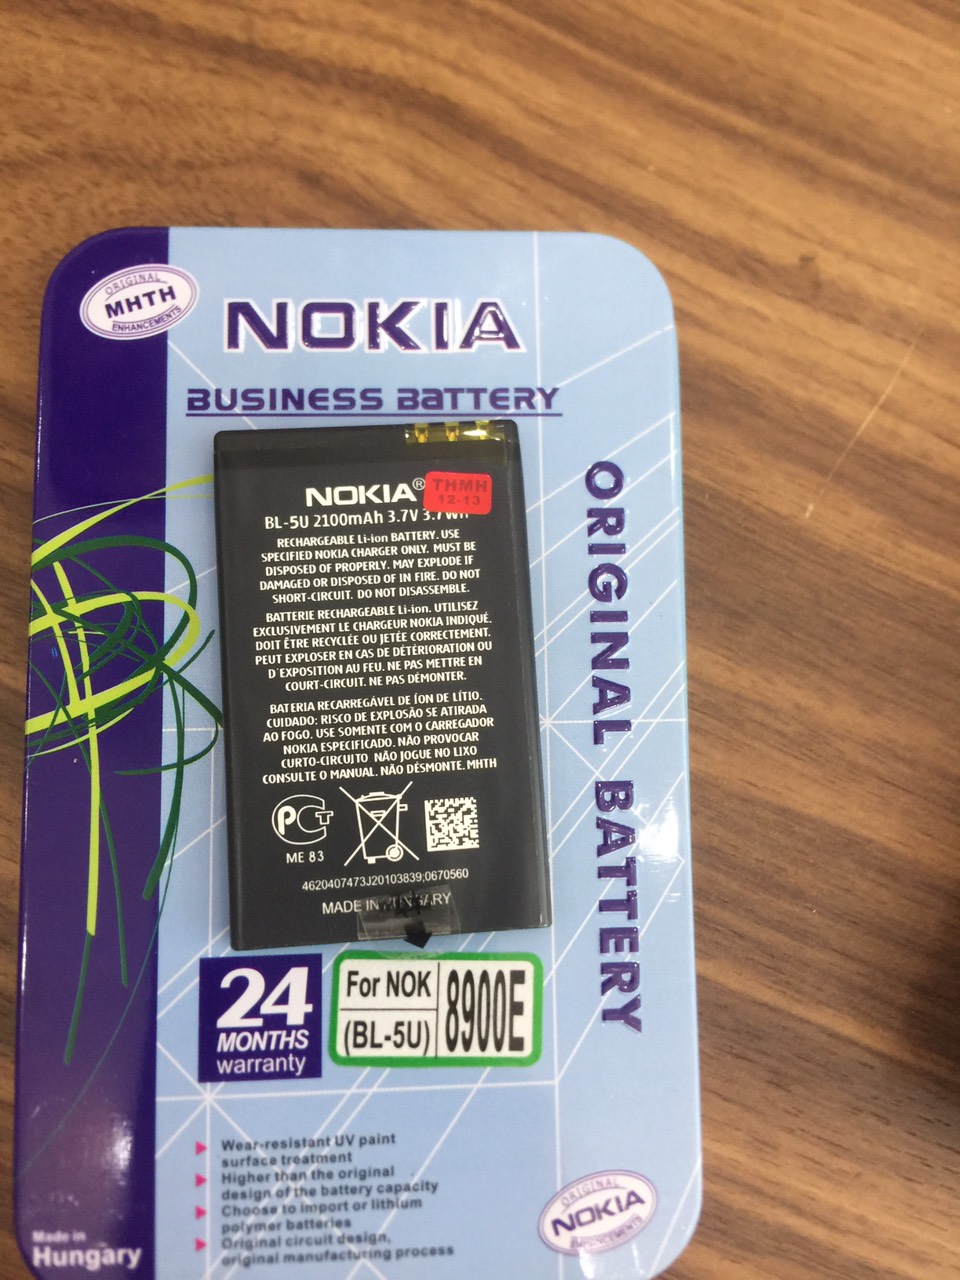 ORIGINAL
MHTH
ENHANCEMENTS
NOKIA
BUSINESS BATTERY
NOKIA®
THMH
12-13
BL-5U 2100mAh 3.7V 3.7Wh
RECHARGEABLE Li-ion BATTERY. USE
SPECIFIED NOKIA CHARGER ONLY. MUST BE
DISPOSED OF PROPERLY. MAY EXPLODE IF
DAMAGED OR DISPOSED OF IN FIRE. DO NOT
SHORT-CIRCUIT. DO NOT DISASSEMBLE.
BATTERIE RECHARGEABLE Li-ion. UTILISEZ
EXCLUSIVEMENT LE CHARGEUR NOKIA INDIQUÉ.
DOIT ÊTRE RECYCLÉE OU JETÉE CORRECTEMENT.
PEUT EXPLOSER EN CAS DE DÉTÉRIORATION OU
D'EXPOSITION AU FEU. NE PAS METTRE EN
COURT-CIRCUIT. NE PAS DÉMONTER.
BATERIA RECARREGÁVEL DE ÍON DE LÍTIO.
CUIDADO: RISCO DE EXPLOSÃO SE ATIRADA
AO FOGO. USE SOMENTE COM O CARREGADOR
NOKIA ESPECIFICADO. NÃO PROVOCAR
CURTO-CIRCUITO NÃO JOGUE NO LIXO
CONSULTE O MANUAL. NÃO DÉSMONTE. MHTH
PCT
ME 83
4620407473J20103839;0670560
MADE IN HUNGARY
ORIGINAL BATTERY
24
MONTHS
warranty
For NOK
(BL-5U)
8900E
Wear-resistant UV paint
surface treatment
Higher than the original
design of the battery capacity
Choose to import or lithium
polymer batteries
Original circuit design,
original manufacturing process
Made in
Hungary
ORIGINAL
NOKIA
ENHANCEMENTS